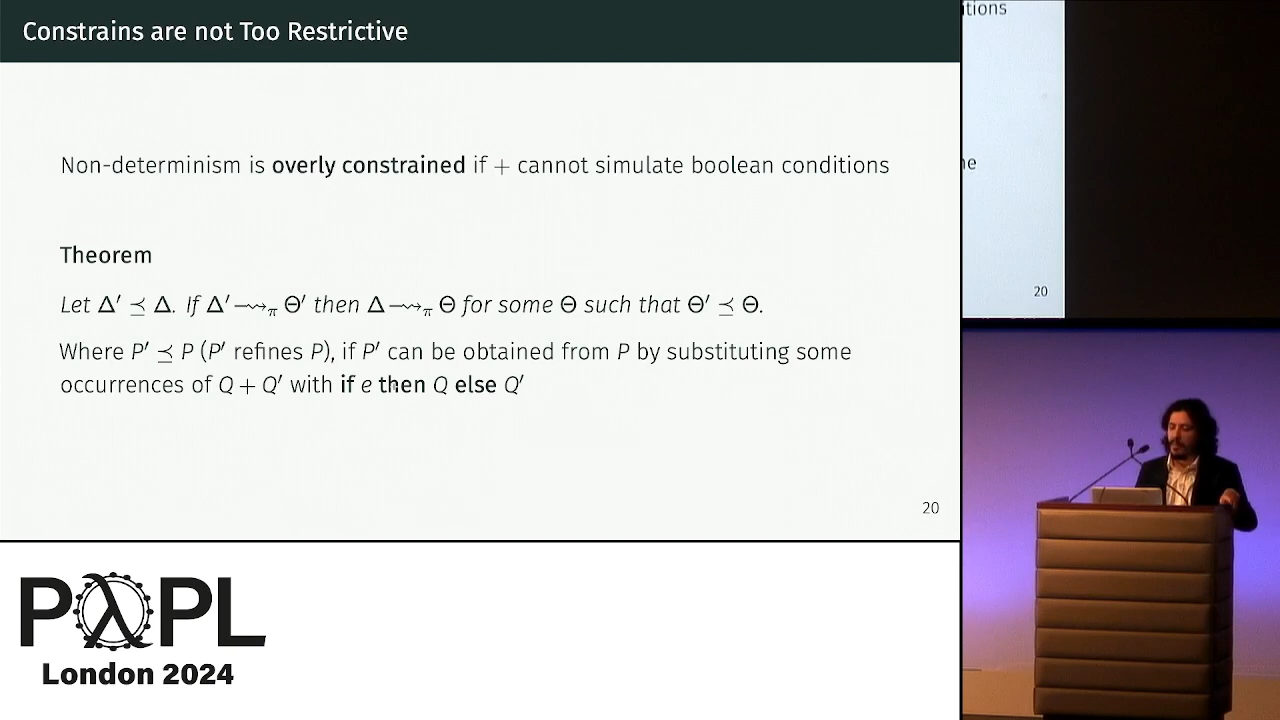 Constrains are not Too Restrictive
Non-determinism is overly constrained if + cannot simulate boolean conditions
Theorem
Let Δ′ ⪯ Δ. If Δ′ ⟿π Θ′ then Δ ⟿π Θ for some Θ such that Θ′ ⪯ Θ.
Where P′ ⪯ P (P′ refines P), if P′ can be obtained from P by substituting some
occurrences of Q + Q′ with if e then Q else Q′
20
itions
ne
20
PλPL
London 2024